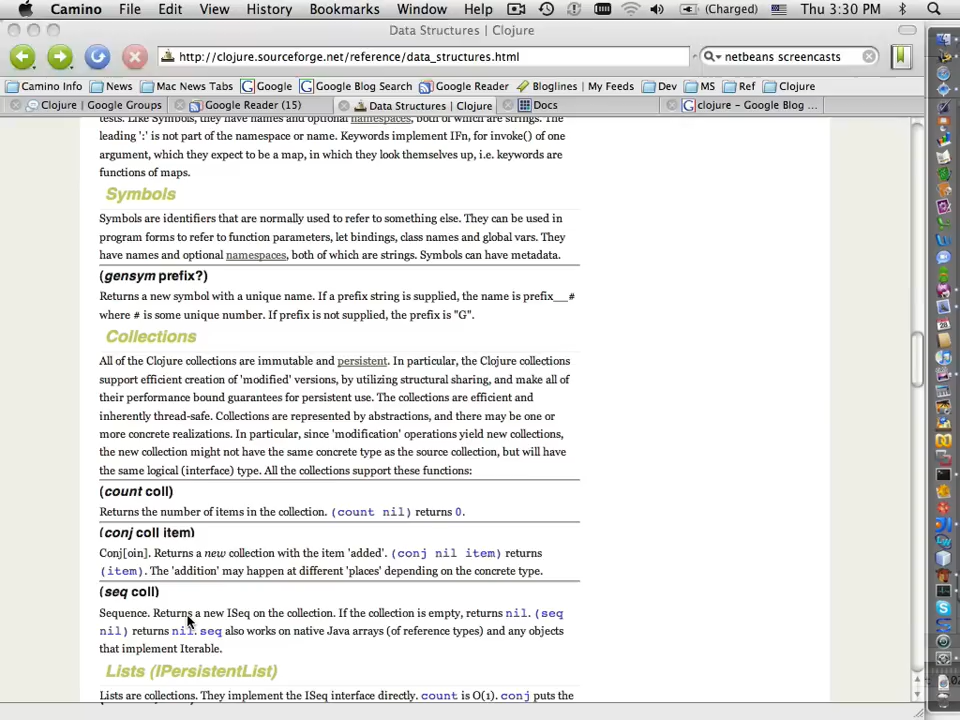 Camino File Edit View History Bookmarks Window Help (Charged) Thu 3:30 PM
Data Structures | Clojure
http://clojure.sourceforge.net/reference/data_structures.html
netbeans screencasts
Camino Info News Mac News Tabs Google Google Blog Search Google Reader Bloglines | My Feeds Dev MS Ref Clojure
Clojure | Google Groups Google Reader (15) Data Structures | Clojure Docs clojure - Google Blog ...
tests. Like Symbols, they have names and optional namespaces, both of which are strings. The
leading ':' is not part of the namespace or name. Keywords implement IFn, for invoke() of one
argument, which they expect to be a map, in which they look themselves up, i.e. keywords are
functions of maps.
Symbols
Symbols are identifiers that are normally used to refer to something else. They can be used in
program forms to refer to function parameters, let bindings, class names and global vars. They
have names and optional namespaces, both of which are strings. Symbols can have metadata.
(gensym prefix?)
Returns a new symbol with a unique name. If a prefix string is supplied, the name is prefix__#
where # is some unique number. If prefix is not supplied, the prefix is "G".
Collections
All of the Clojure collections are immutable and persistent. In particular, the Clojure collections
support efficient creation of 'modified' versions, by utilizing structural sharing, and make all of
their performance bound guarantees for persistent use. The collections are efficient and
inherently thread-safe. Collections are represented by abstractions, and there may be one or
more concrete realizations. In particular, since 'modification' operations yield new collections,
the new collection might not have the same concrete type as the source collection, but will have
the same logical (interface) type. All the collections support these functions:
(count coll)
Returns the number of items in the collection. (count nil) returns 0.
(conj coll item)
Conj[oin]. Returns a new collection with the item 'added'. (conj nil item) returns
(item). The 'addition' may happen at different 'places' depending on the concrete type.
(seq coll)
Sequence. Returns a new ISeq on the collection. If the collection is empty, returns nil. (seq
nil) returns nil. seq also works on native Java arrays (of reference types) and any objects
that implement Iterable.
Lists (IPersistentList)
Lists are collections. They implement the ISeq interface directly. count is O(1). conj puts the